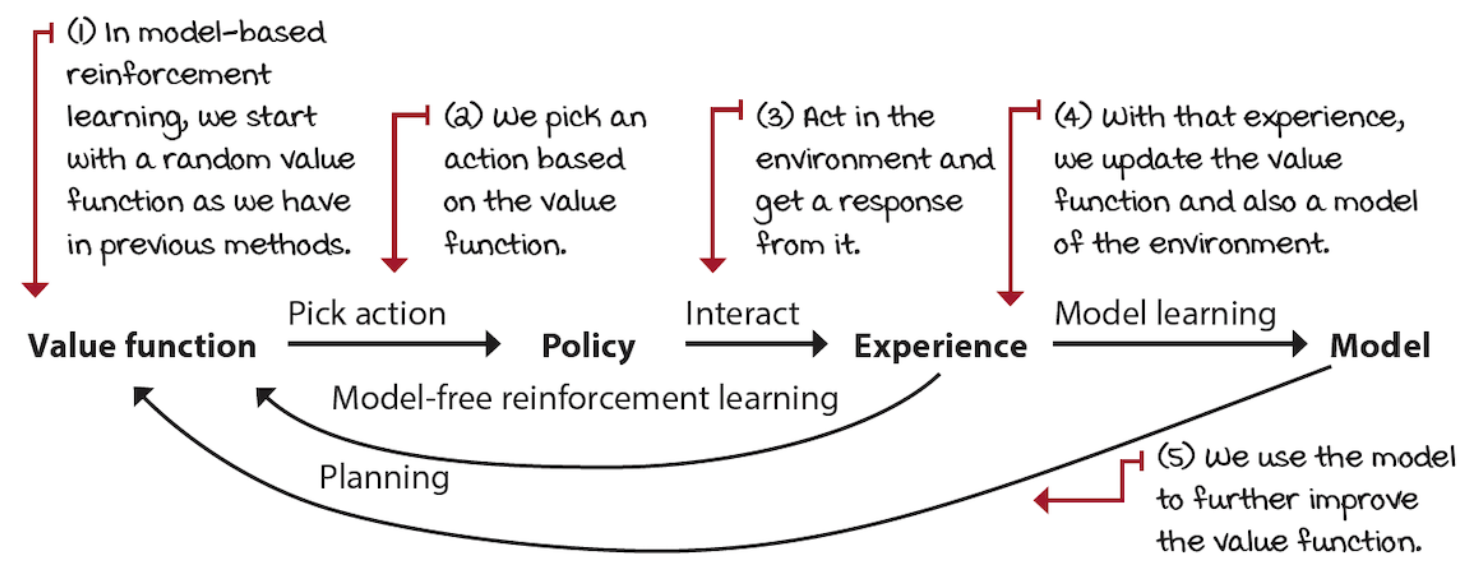 (1) In model-based
reinforcement
learning, we start
with a random value
function as we have
in previous methods.
(2) We pick an
action based
on the value
function.
(3) Act in the
environment and
get a response
from it.
(4) With that experience,
we update the value
function and also a model
of the environment.
Value function
Pick action
Policy
Interact
Experience
Model learning
Model
Model-free reinforcement learning
Planning
(5) We use the model
to further improve
the value function.